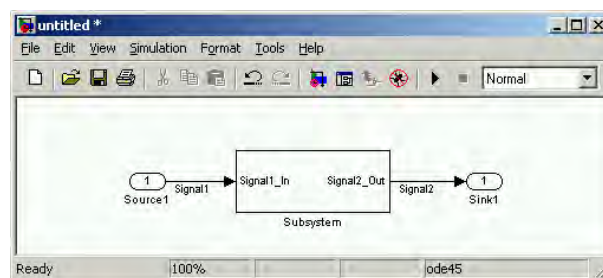 untitled *
File Edit View Simulation Format Tools Help
Normal
1 Signal1 Signal1_In Signal2_Out Signal2 1
Source1 Subsystem Sink1
Ready 100% ode45